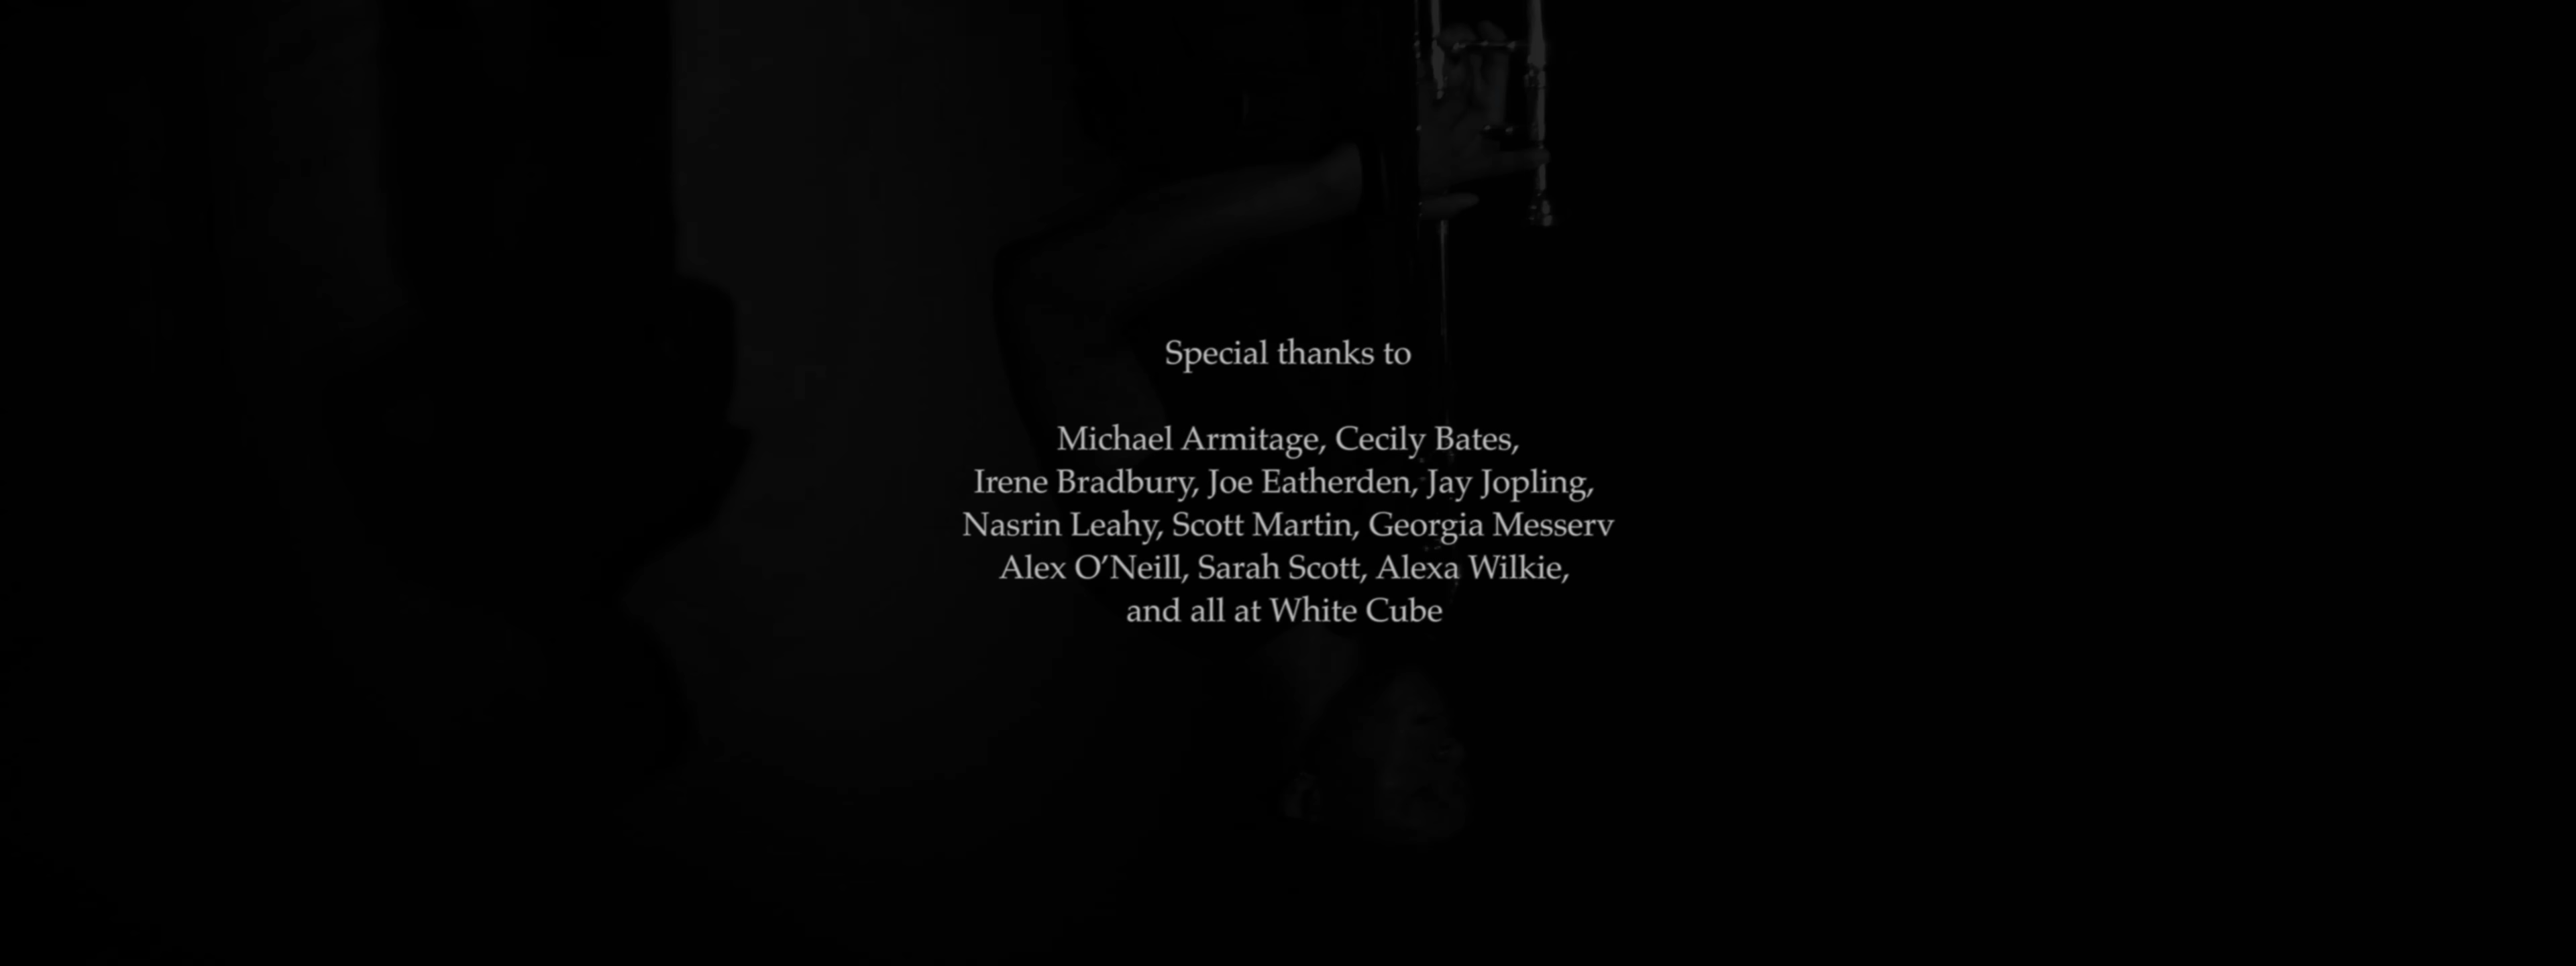 Special thanks to
Michael Armitage, Cecily Bates,
Irene Bradbury, Joe Eatherden, Jay Jopling,
Nasrin Leahy, Scott Martin, Georgia Messerv
Alex O’Neill, Sarah Scott, Alexa Wilkie,
and all at White Cube